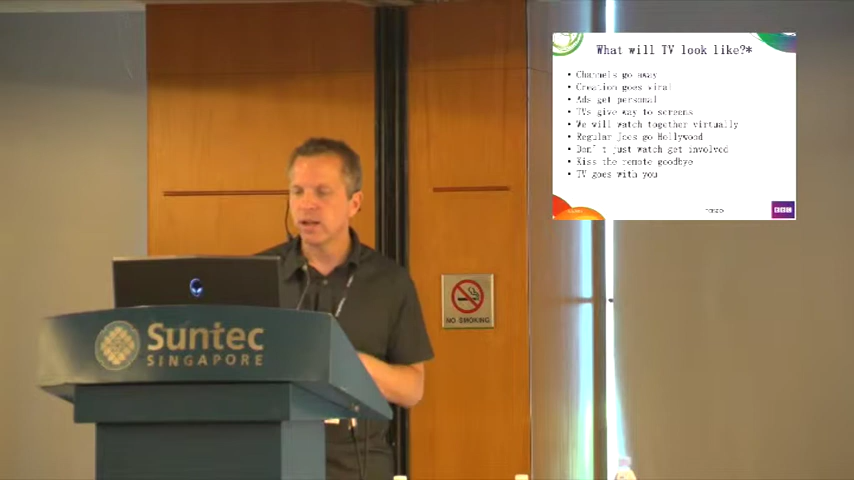 What will TV look like?*
• Channels go away
• Creation goes viral
• Ads get personal
• TVs give way to screens
• We will watch together virtually
• Regular Joes go Hollywood
• Don't just watch get involved
• Kiss the remote goodbye
• TV goes with you
BBC
NO SMOKING
Suntec
SINGAPORE